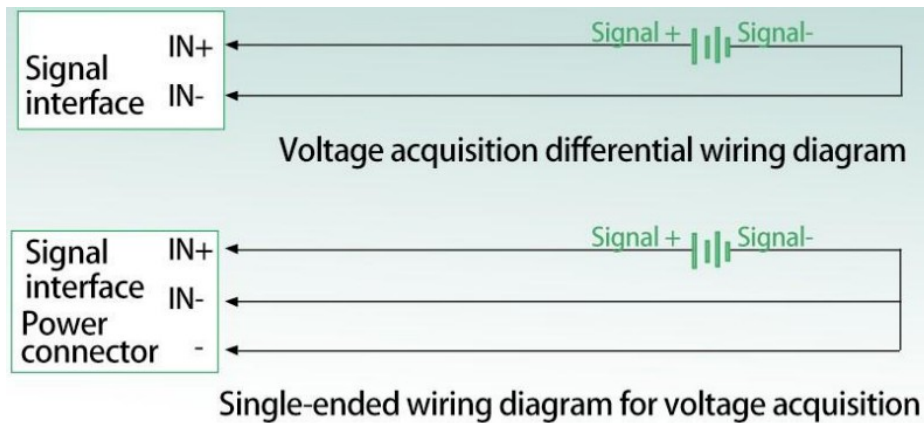 Signal
interface
IN+
IN-
Signal +
Signal-
Voltage acquisition differential wiring diagram
Signal
interface
Power
connector
IN+
IN-
-
Signal +
Signal-
Single-ended wiring diagram for voltage acquisition